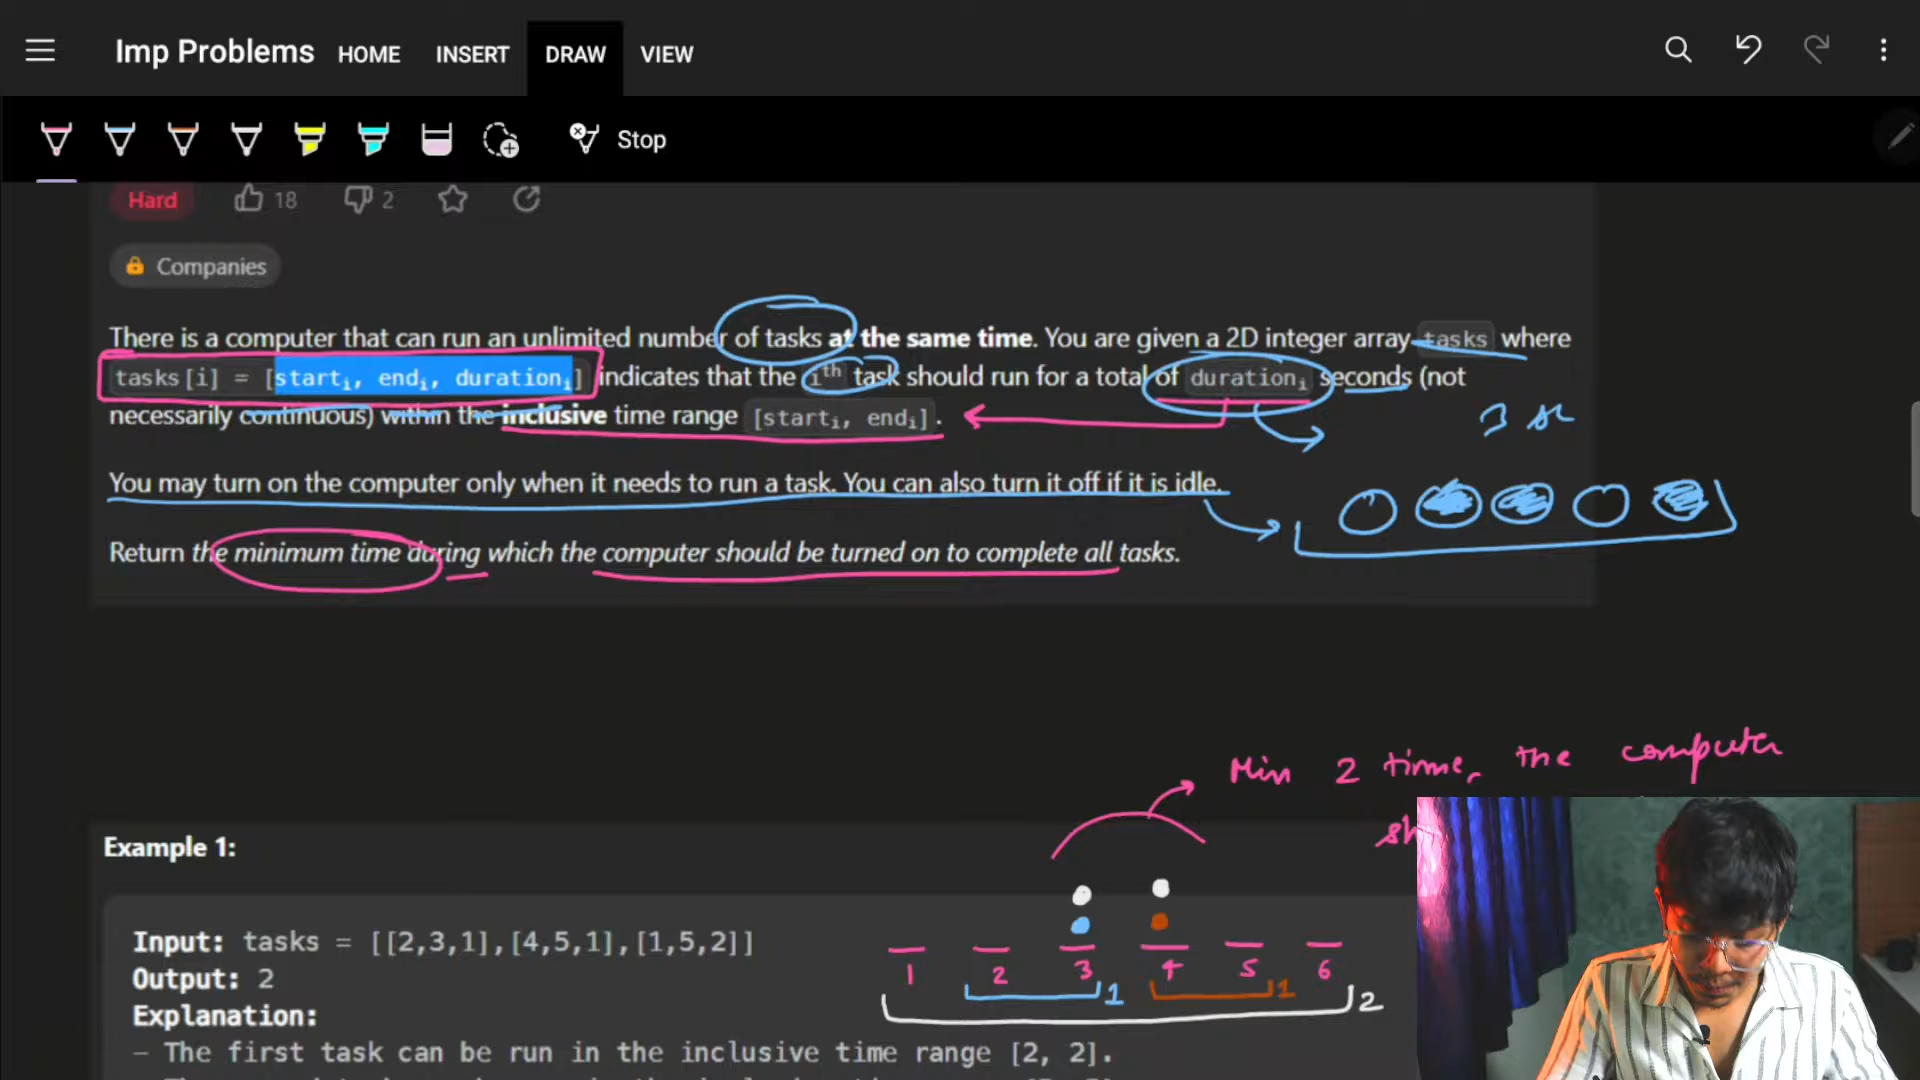 Imp Problems HOME INSERT DRAW VIEW
Stop
Hard 18 2
Companies
There is a computer that can run an unlimited number of tasks at the same time. You are given a 2D integer array tasks where
tasks[i] = [startᵢ, endᵢ, durationᵢ] indicates that the iᵗʰ task should run for a total of durationᵢ seconds (not
necessarily continuous) within the inclusive time range [startᵢ, endᵢ].
3
You may turn on the computer only when it needs to run a task. You can also turn it off if it is idle.
Return the minimum time during which the computer should be turned on to complete all tasks.
Min 2 time, the computer
Example 1:
Input: tasks = [[2,3,1],[4,5,1],[1,5,2]]
Output: 2
Explanation:
– The first task can be run in the inclusive time range [2, 2].
1 2 3 4 5 6
1 1 2